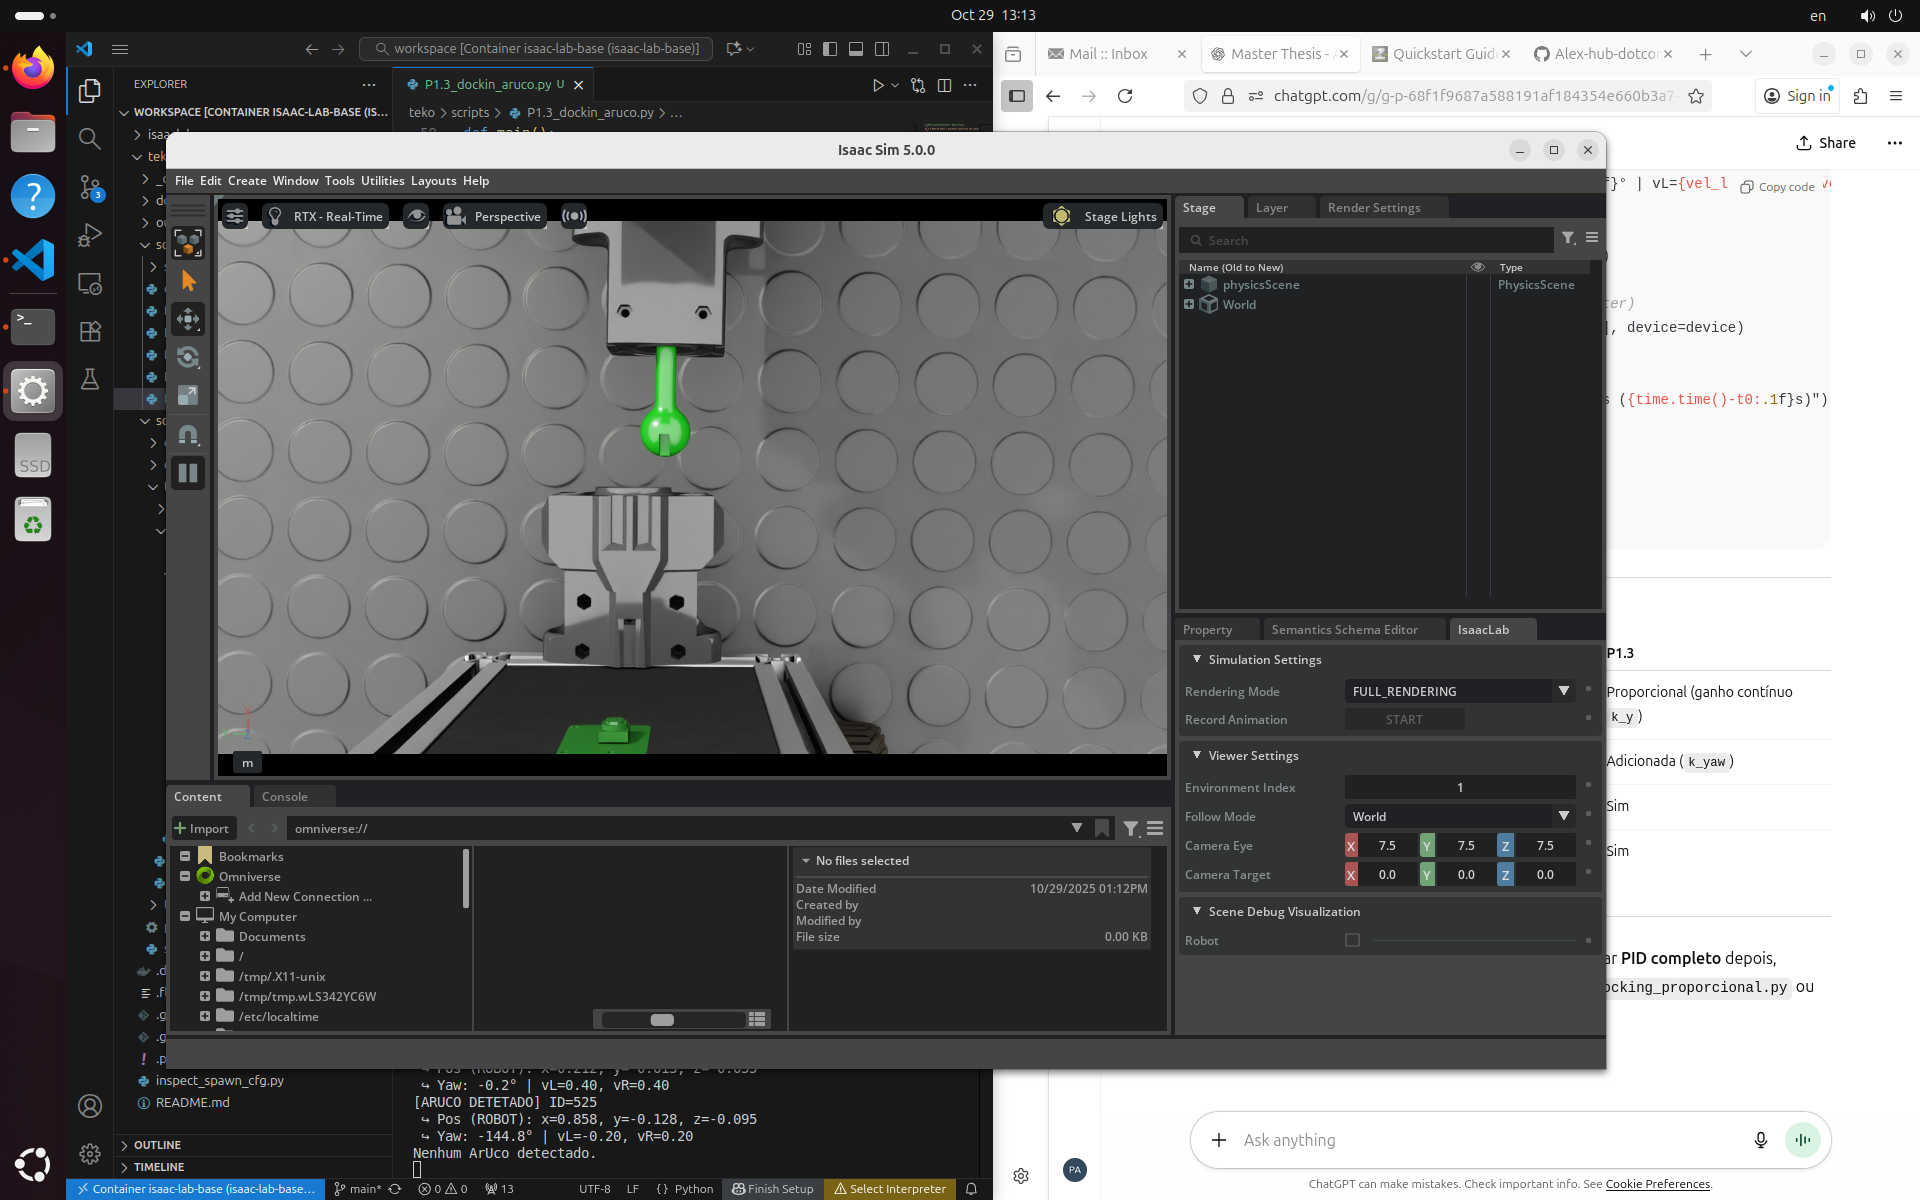 Oct 29 13:13
en
workspace [Container isaac-lab-base (isaac-lab-base)]
EXPLORER
WORKSPACE [CONTAINER ISAAC-LAB-BASE (IS...
P1.3_dockin_aruco.py U
teko > scripts > P1.3_dockin_aruco.py > ...
SSD
Mail :: Inbox
Master Thesis -
Quickstart Guid
Alex-hub-dotcor
chatgpt.com/g/g-p-68f1f9687a588191af184354e660b3a7-
Sign in
Share
f}° | vL={vel_l
Copy code
], device=device)
s ({time.time()-t0:.1f}s)")
P1.3
Proporcional (ganho contínuo
k_y )
Adicionada ( k_yaw )
Sim
Sim
ar PID completo depois,
ocking_proporcional.py ou
Ask anything
PA
ChatGPT can make mistakes. Check important info. See Cookie Preferences.
Isaac Sim 5.0.0
File Edit Create Window Tools Utilities Layouts Help
RTX - Real-Time
Perspective
Stage Lights
m
Stage
Layer
Render Settings
Search
Name (Old to New)
Type
physicsScene
PhysicsScene
World
Property
Semantics Schema Editor
IsaacLab
Simulation Settings
Rendering Mode
FULL_RENDERING
Record Animation
START
Viewer Settings
Environment Index
1
Follow Mode
World
Camera Eye
X 7.5 Y 7.5 Z 7.5
Camera Target
X 0.0 Y 0.0 Z 0.0
Scene Debug Visualization
Robot
Content
Console
Import
omniverse://
Bookmarks
Omniverse
Add New Connection ...
My Computer
Documents
/
/tmp/.X11-unix
/tmp/tmp.wLS342YC6W
/etc/localtime
No files selected
Date Modified 10/29/2025 01:12PM
Created by
Modified by
File size 0.00 KB
inspect_spawn_cfg.py
README.md
OUTLINE
TIMELINE
↪ Yaw: -0.2° | vL=0.40, vR=0.40
[ARUCO DETETADO] ID=525
↪ Pos (ROBOT): x=0.858, y=-0.128, z=-0.095
↪ Yaw: -144.8° | vL=-0.20, vR=0.20
Nenhum ArUco detectado.
3
Container isaac-lab-base (isaac-lab-base...
main*
0 0
13
UTF-8
LF
{} Python
Finish Setup
Select Interpreter